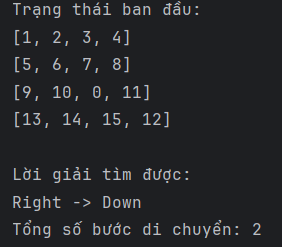 Trạng thái ban đầu:
[1, 2, 3, 4]
[5, 6, 7, 8]
[9, 10, 0, 11]
[13, 14, 15, 12]
Lời giải tìm được:
Right -> Down
Tổng số bước di chuyển: 2